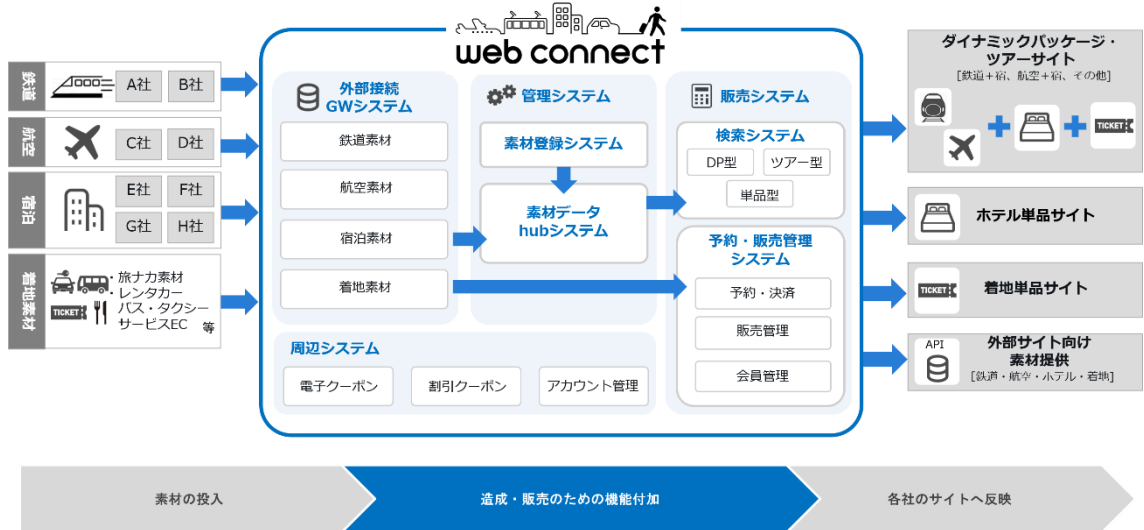 web connect
鉄道
A社
B社
航空
C社
D社
宿泊
E社
F社
G社
H社
着地素材
・旅ナカ素材
・レンタカー
バス・タクシー
サービスEC 等
TICKET
外部接続
GWシステム
鉄道素材
航空素材
宿泊素材
着地素材
管理システム
素材登録システム
素材データ
hubシステム
販売システム
検索システム
DP型
ツアー型
単品型
予約・販売管理
システム
予約・決済
販売管理
会員管理
周辺システム
電子クーポン
割引クーポン
アカウント管理
ダイナミックパッケージ・
ツアーサイト
[鉄道+宿、航空+宿、その他]
TICKET
ホテル単品サイト
TICKET
着地単品サイト
API
外部サイト向け
素材提供
[鉄道・航空・ホテル・着地]
素材の投入
造成・販売のための機能付加
各社のサイトへ反映